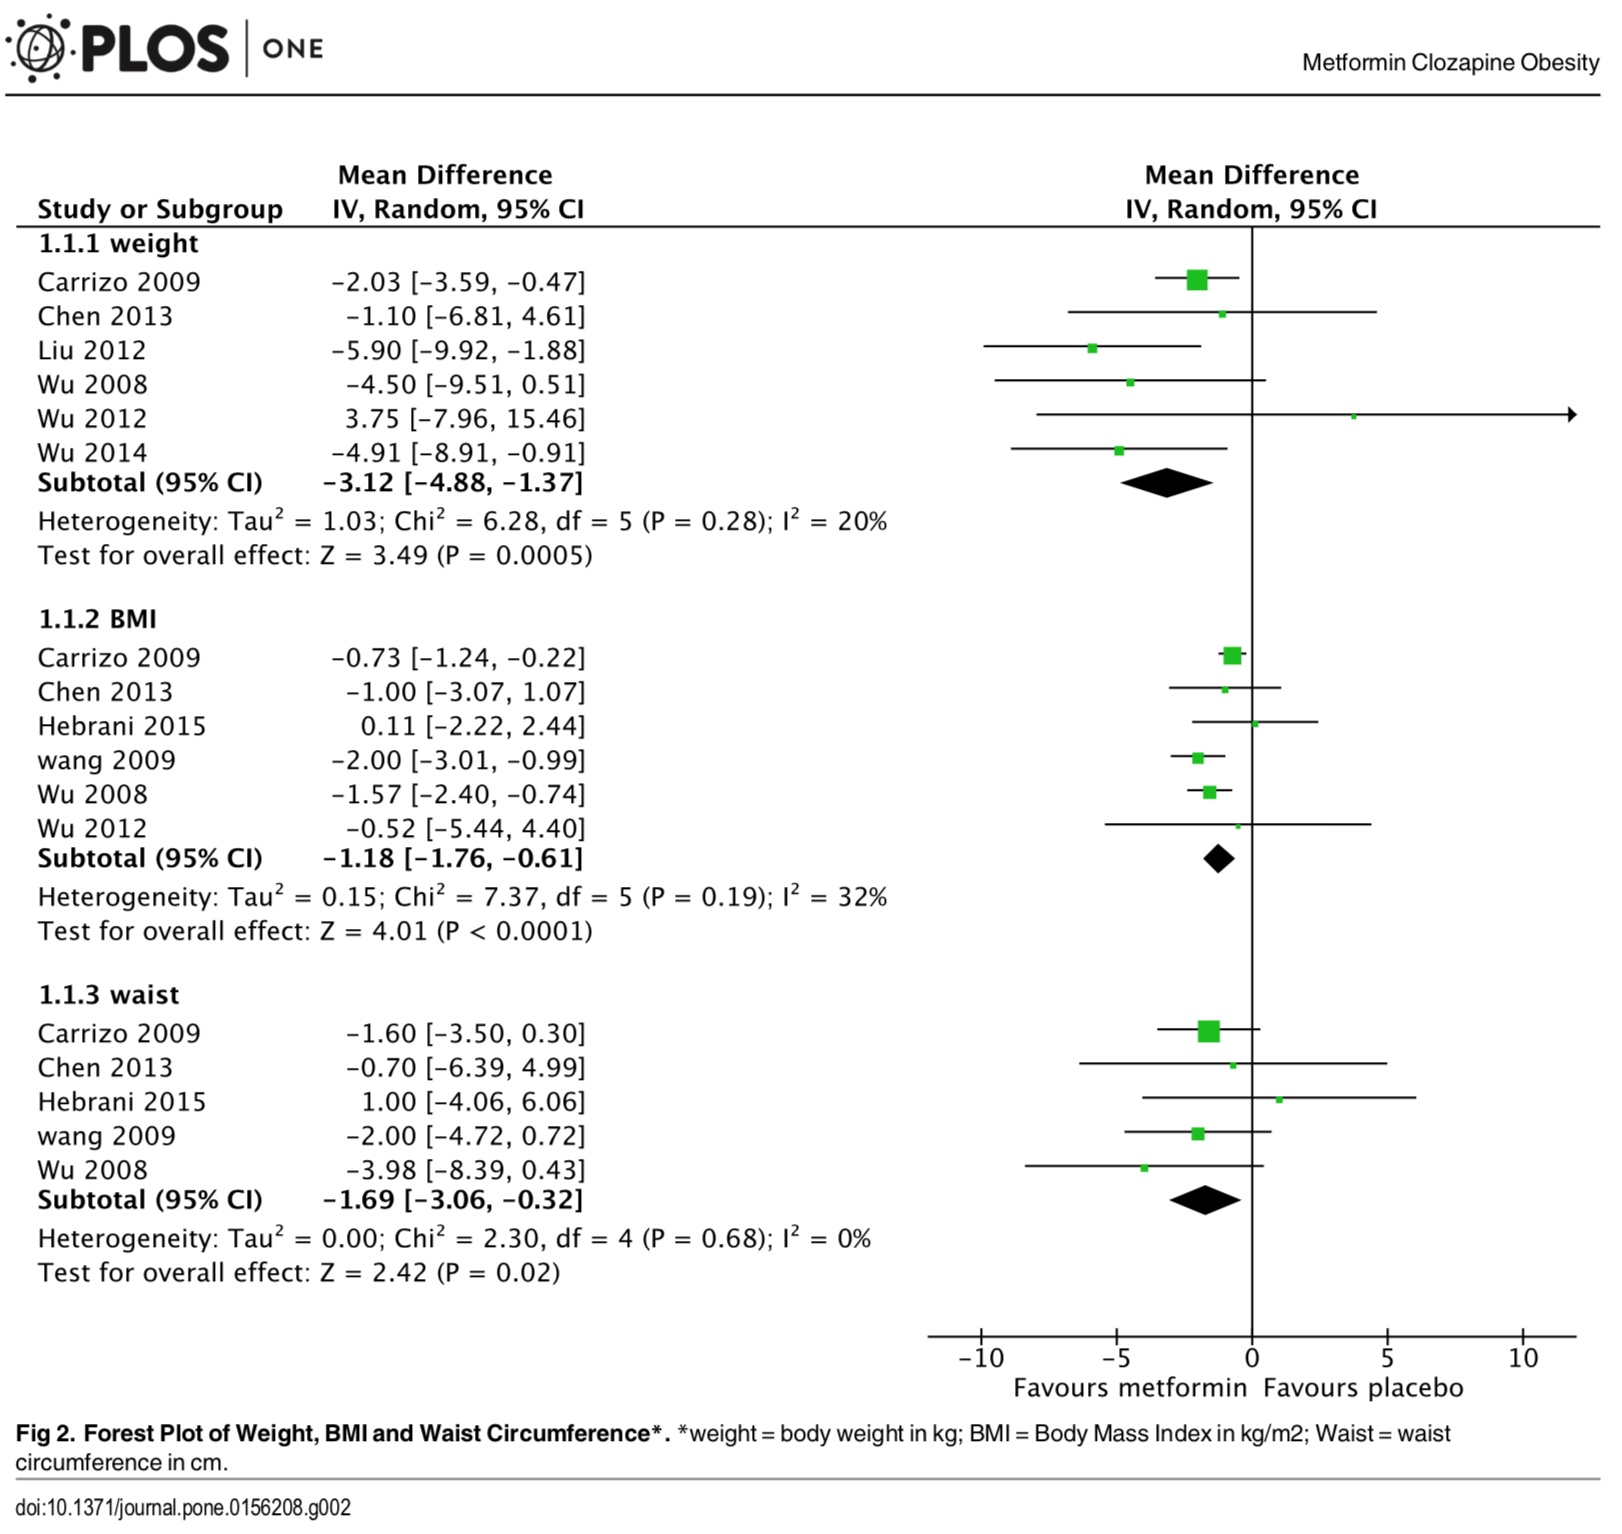 PLOS | ONE
Metformin Clozapine Obesity
Mean Difference Mean Difference
Study or Subgroup IV, Random, 95% CI IV, Random, 95% CI
1.1.1 weight
Carrizo 2009 −2.03 [−3.59, −0.47]
Chen 2013 −1.10 [−6.81, 4.61]
Liu 2012 −5.90 [−9.92, −1.88]
Wu 2008 −4.50 [−9.51, 0.51]
Wu 2012 3.75 [−7.96, 15.46]
Wu 2014 −4.91 [−8.91, −0.91]
Subtotal (95% CI) −3.12 [−4.88, −1.37]
Heterogeneity: Tau² = 1.03; Chi² = 6.28, df = 5 (P = 0.28); I² = 20%
Test for overall effect: Z = 3.49 (P = 0.0005)
1.1.2 BMI
Carrizo 2009 −0.73 [−1.24, −0.22]
Chen 2013 −1.00 [−3.07, 1.07]
Hebrani 2015 0.11 [−2.22, 2.44]
wang 2009 −2.00 [−3.01, −0.99]
Wu 2008 −1.57 [−2.40, −0.74]
Wu 2012 −0.52 [−5.44, 4.40]
Subtotal (95% CI) −1.18 [−1.76, −0.61]
Heterogeneity: Tau² = 0.15; Chi² = 7.37, df = 5 (P = 0.19); I² = 32%
Test for overall effect: Z = 4.01 (P < 0.0001)
1.1.3 waist
Carrizo 2009 −1.60 [−3.50, 0.30]
Chen 2013 −0.70 [−6.39, 4.99]
Hebrani 2015 1.00 [−4.06, 6.06]
wang 2009 −2.00 [−4.72, 0.72]
Wu 2008 −3.98 [−8.39, 0.43]
Subtotal (95% CI) −1.69 [−3.06, −0.32]
Heterogeneity: Tau² = 0.00; Chi² = 2.30, df = 4 (P = 0.68); I² = 0%
Test for overall effect: Z = 2.42 (P = 0.02)
−10 −5 0 5 10
Favours metformin Favours placebo
Fig 2. Forest Plot of Weight, BMI and Waist Circumference*. *weight = body weight in kg; BMI = Body Mass Index in kg/m2; Waist = waist
circumference in cm.
doi:10.1371/journal.pone.0156208.g002